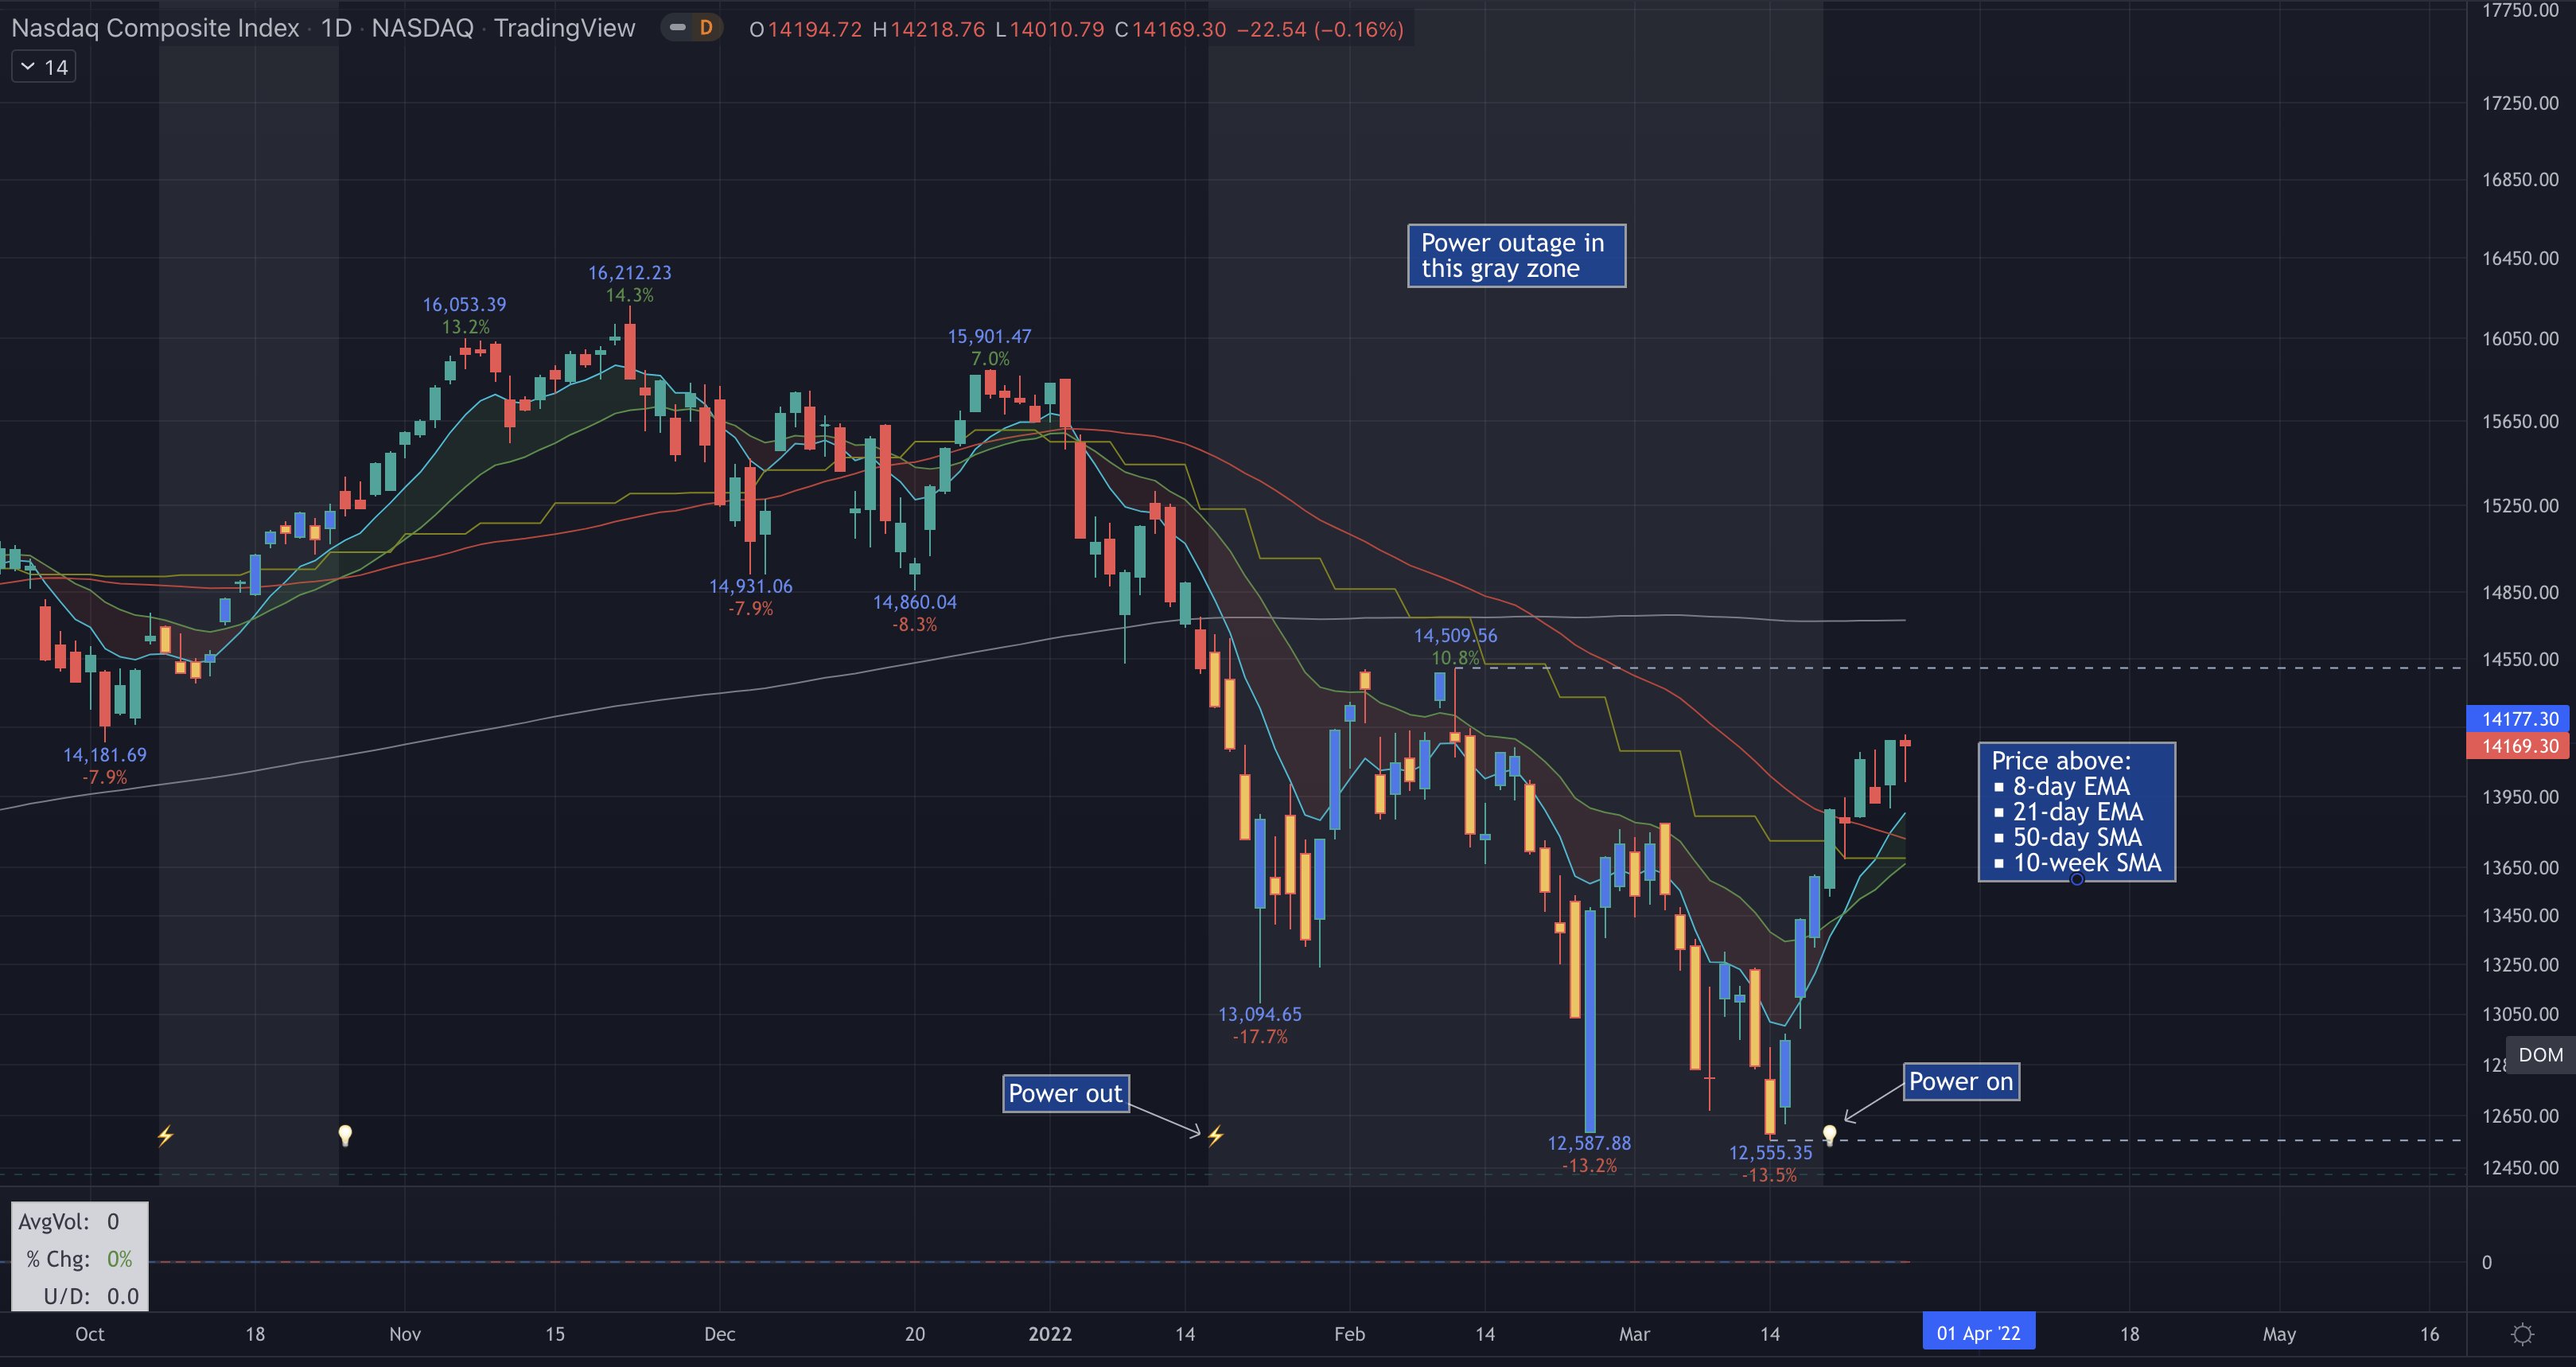 Nasdaq Composite Index · 1D · NASDAQ · TradingView D O14194.72 H14218.76 L14010.79 C14169.30 −22.54 (−0.16%)
14
17750.00
17250.00
16850.00
16450.00
16050.00
15650.00
15250.00
14850.00
14550.00
14177.30
14169.30
13950.00
13650.00
13450.00
13250.00
13050.00
DOM
12650.00
12450.00
0
Power outage in
this gray zone
16,212.23
14.3%
16,053.39
13.2%
15,901.47
7.0%
14,931.06
-7.9%
14,860.04
-8.3%
14,509.56
10.8%
14,181.69
-7.9%
Price above:
▪ 8-day EMA
▪ 21-day EMA
▪ 50-day SMA
▪ 10-week SMA
13,094.65
-17.7%
Power out
Power on
12,587.88
-13.2%
12,555.35
-13.5%
AvgVol: 0
% Chg: 0%
U/D: 0.0
Oct 18 Nov 15 Dec 20 2022 14 Feb 14 Mar 14 01 Apr '22 18 May 16